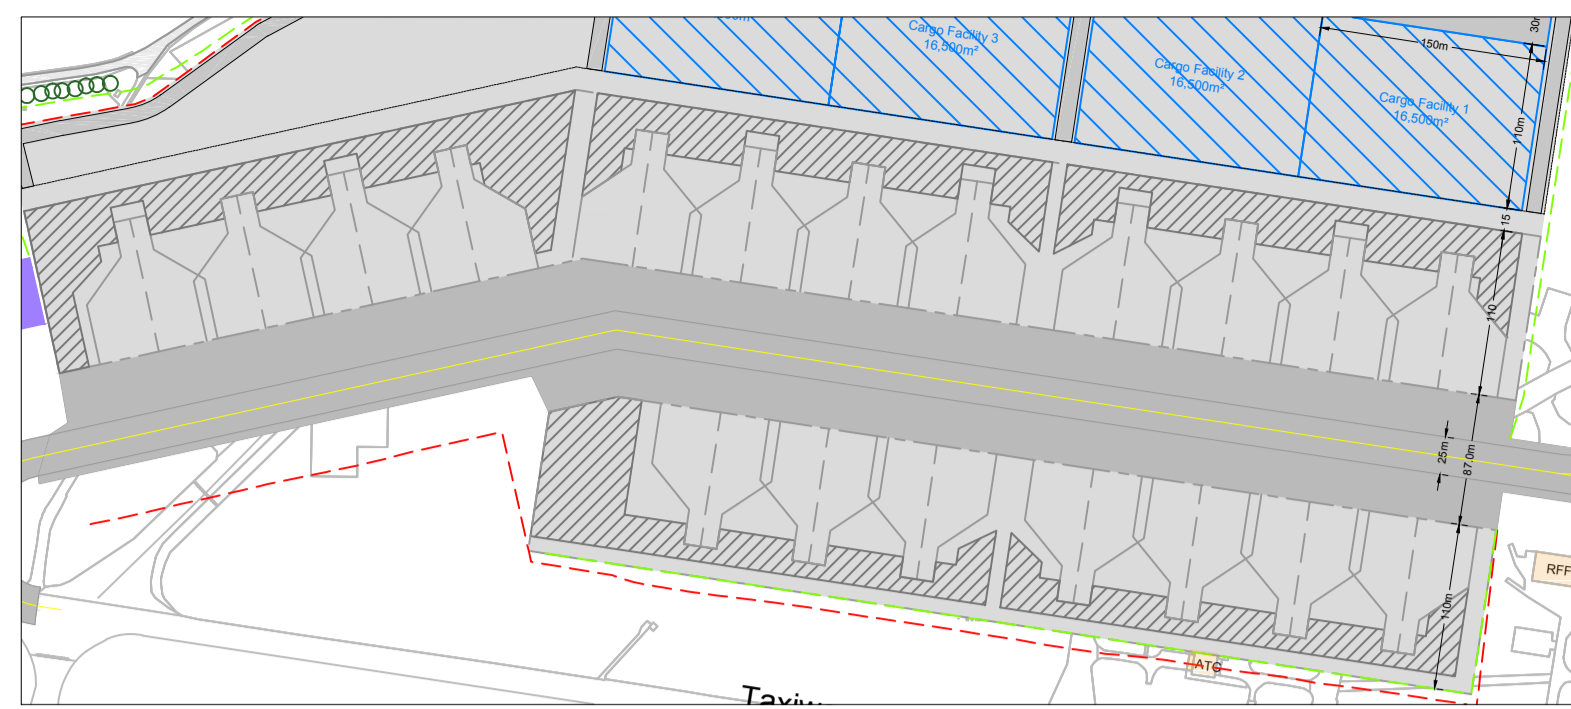 Cargo Facility 3
16,500m²
Cargo Facility 2
16,500m²
Cargo Facility 1
16,500m²
150m
110m
15
110
25m
87.0m
110m
RFF
ATC